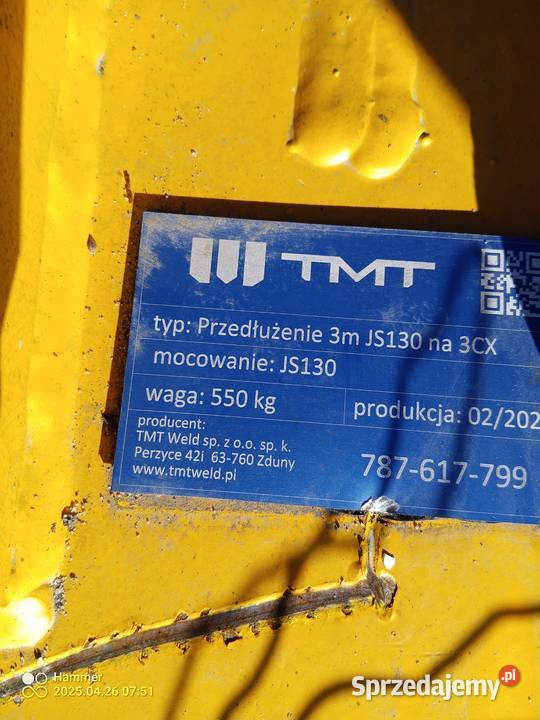 TMT
typ: Przedłużenie 3m JS130 na 3CX
mocowanie: JS130
waga: 550 kg
produkcja: 02/202
producent:
TMT Weld sp. z o.o. sp. k.
Perzyce 42i 63-760 Zduny
www.tmtweld.pl
787-617-799
Hammer
2025.04.26 07:51
Sprzedajemy.pl